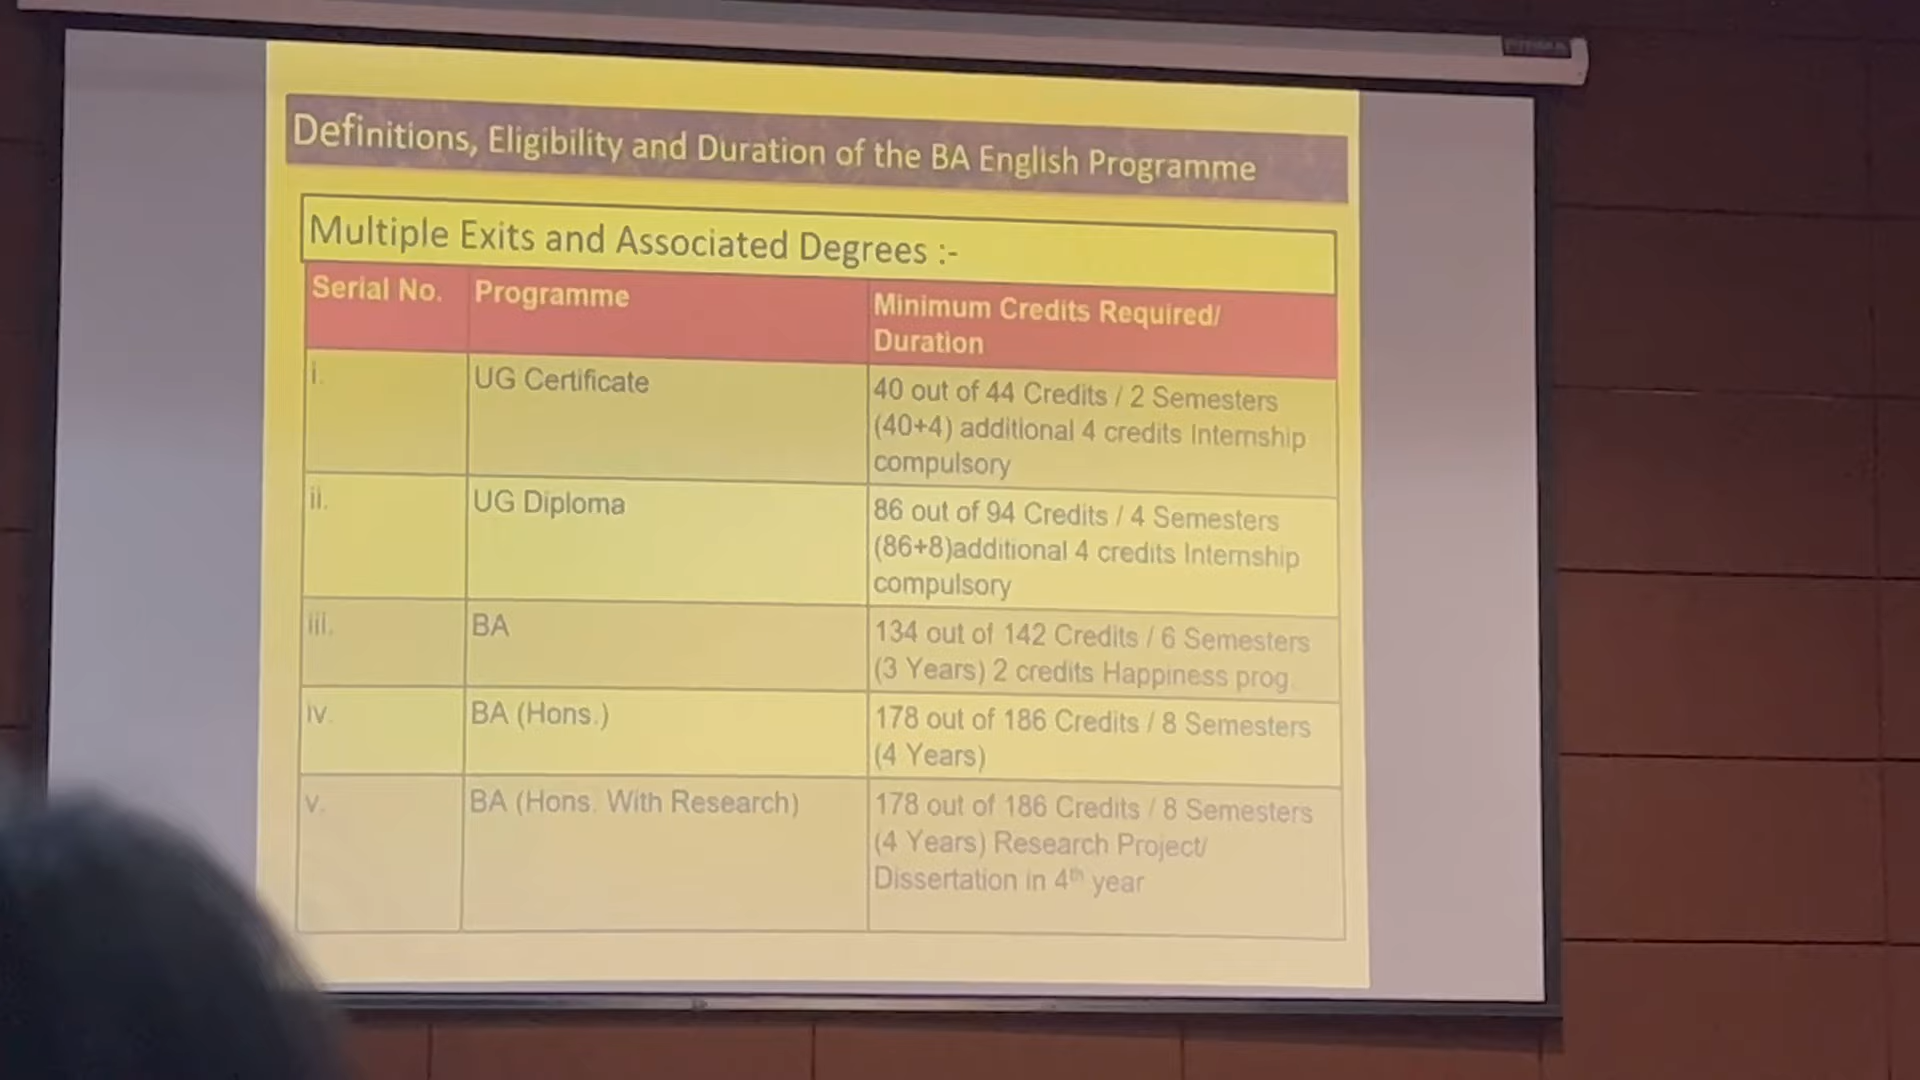 Definitions, Eligibility and Duration of the BA English Programme
Multiple Exits and Associated Degrees :-
Serial No. Programme Minimum Credits Required/
Duration
i. UG Certificate 40 out of 44 Credits / 2 Semesters
(40+4) additional 4 credits Internship
compulsory
ii. UG Diploma 86 out of 94 Credits / 4 Semesters
(86+8)additional 4 credits Internship
compulsory
iii. BA 134 out of 142 Credits / 6 Semesters
(3 Years) 2 credits Happiness prog.
iv. BA (Hons.) 178 out of 186 Credits / 8 Semesters
(4 Years)
v. BA (Hons. With Research) 178 out of 186 Credits / 8 Semesters
(4 Years) Research Project/
Dissertation in 4th year